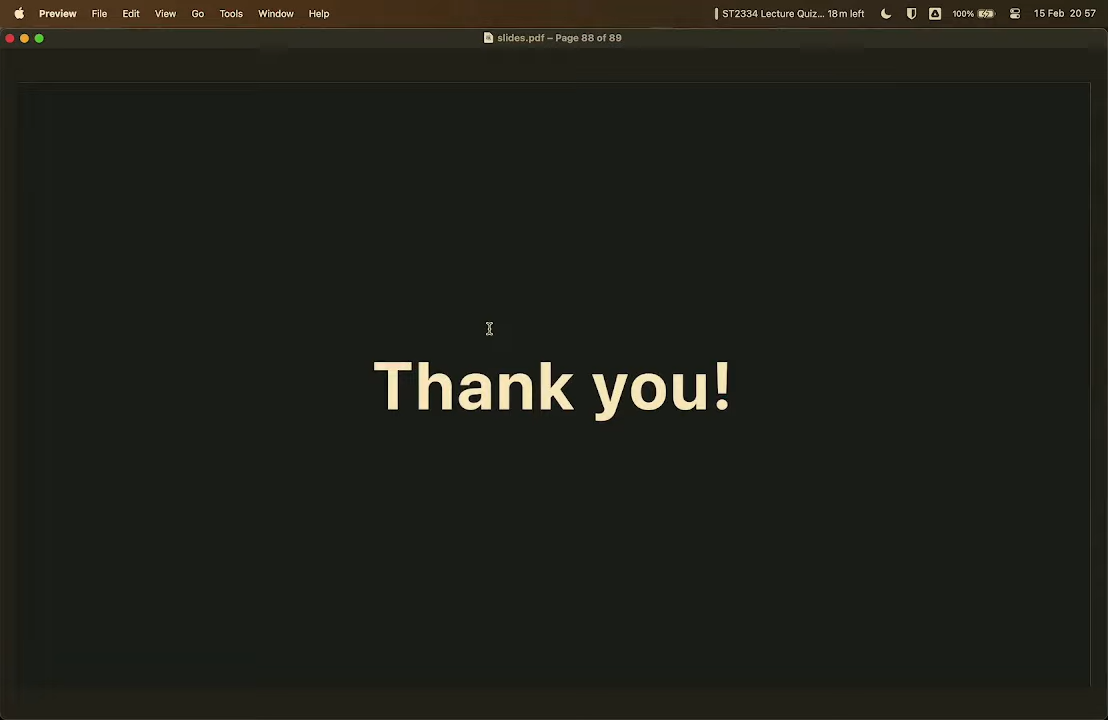 Preview File Edit View Go Tools Window Help ST2334 Lecture Quiz... 18m left 100% 15 Feb 20 57
slides.pdf – Page 88 of 89
Thank you!